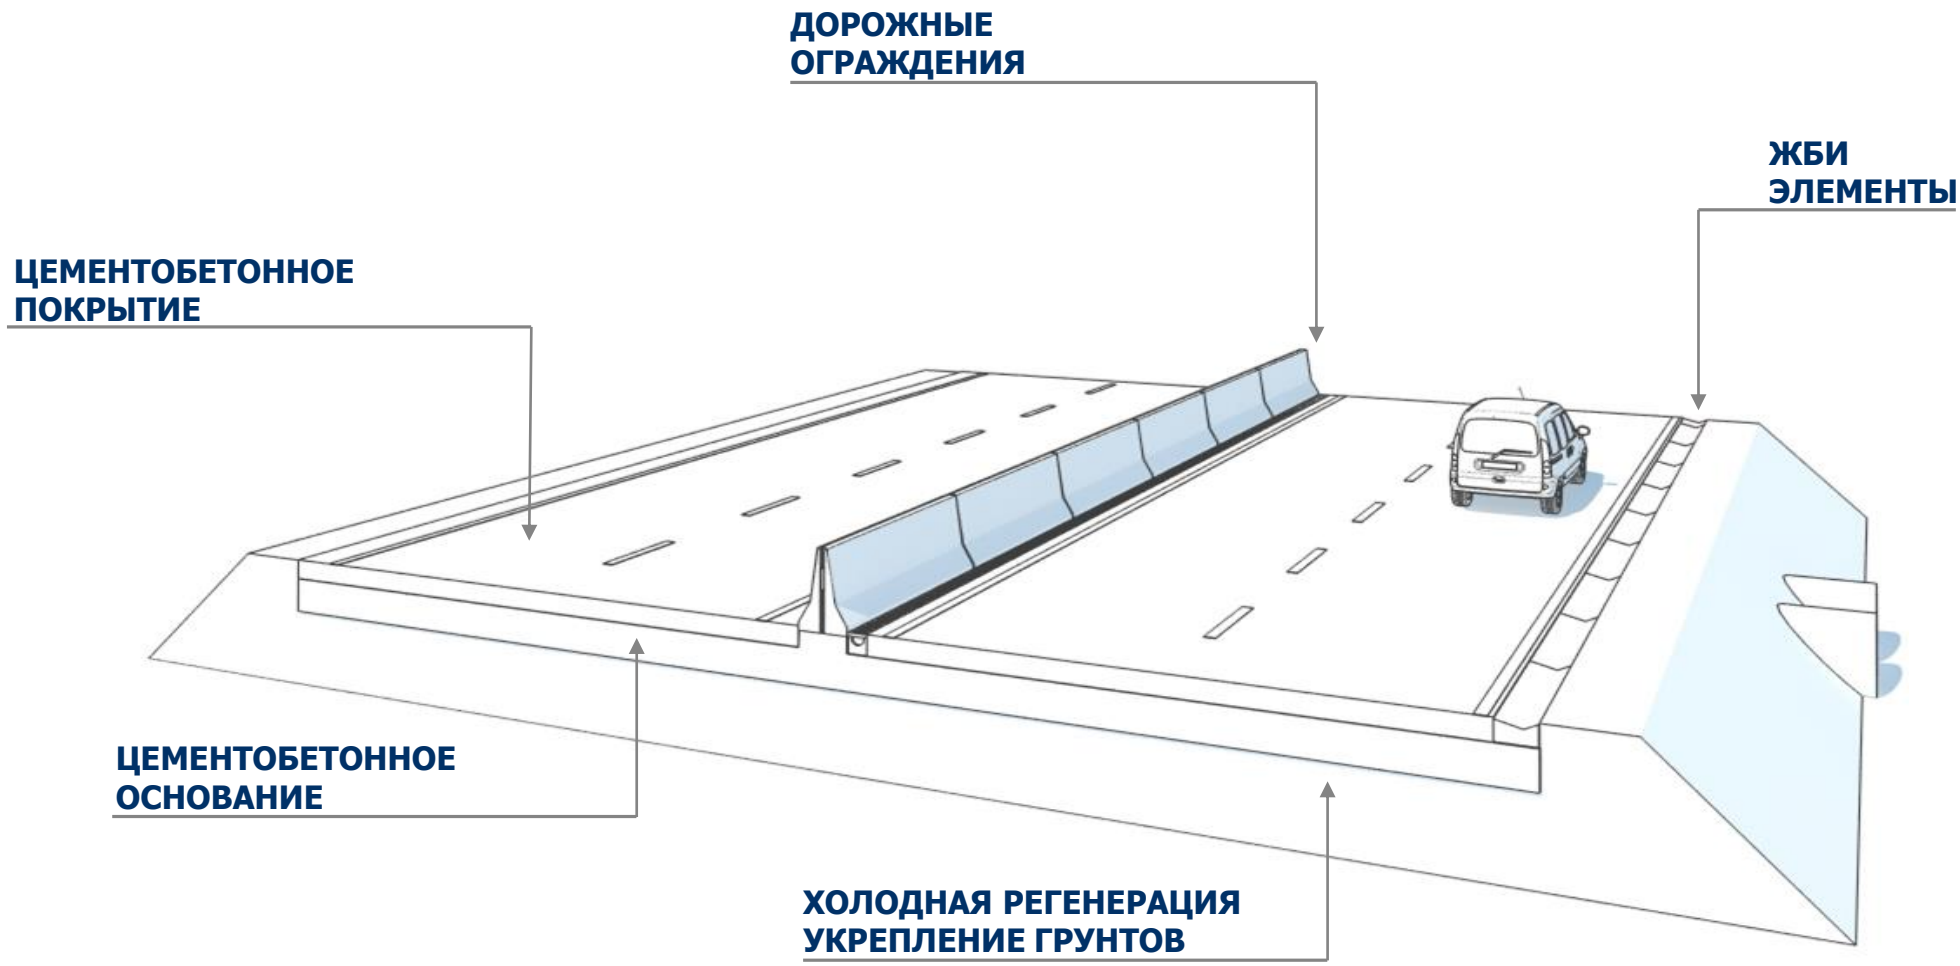 ДОРОЖНЫЕ
ОГРАЖДЕНИЯ
ЖБИ
ЭЛЕМЕНТЫ
ЦЕМЕНТОБЕТОННОЕ
ПОКРЫТИЕ
ЦЕМЕНТОБЕТОННОЕ
ОСНОВАНИЕ
ХОЛОДНАЯ РЕГЕНЕРАЦИЯ
УКРЕПЛЕНИЕ ГРУНТОВ